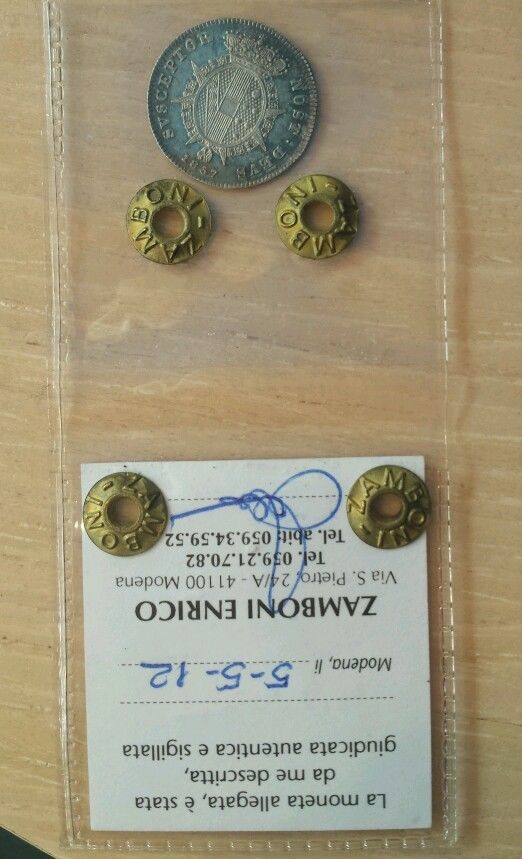 SVSCEPTOR NOST·DEVS
1837
ZAMBONI-
ZAMBONI-
ZAMBONI-
ZAMBONI-
La moneta allegata, è stata
da me descritta,
giudicata autentica e sigillata
Modena, lì 5-5-12
ZAMBONI ENRICO
Via S. Pietro, 24/A - 41100 Modena
Tel. 059.21.70.82
Tel. abit: 059.34.59.52